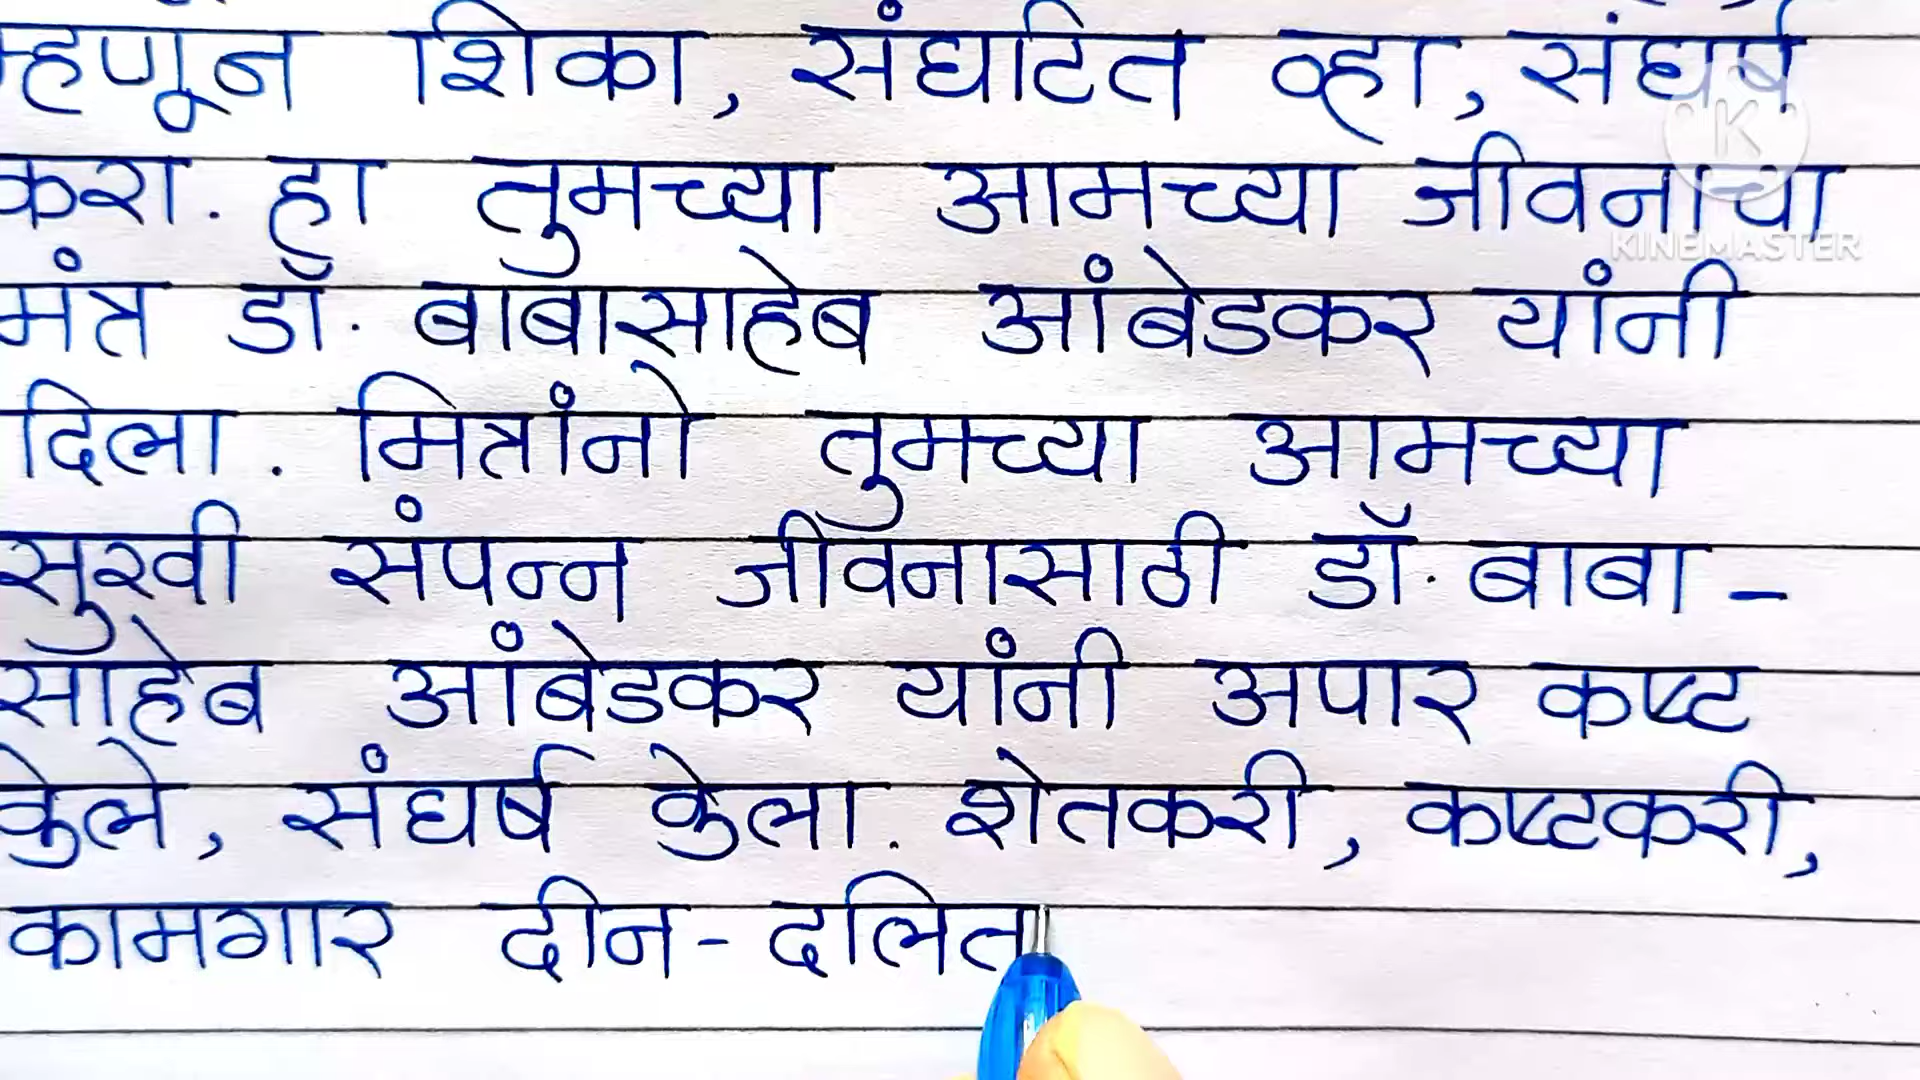 म्हणून शिका, संघटित व्हा, संघर्ष
करा. हा तुमच्या आमच्या जीवनाचा
मंत्र डॉ. बाबासाहेब आंबेडकर यांनी
दिला. मित्रांनो तुमच्या आमच्या
सुखी संपन्न जीवनासाठी डॉ. बाबा -
साहेब आंबेडकर यांनी अपार कष्ट
केले, संघर्ष केला. शेतकरी, कष्टकरी,
कामगार दीन-दलित
K
KINEMASTER